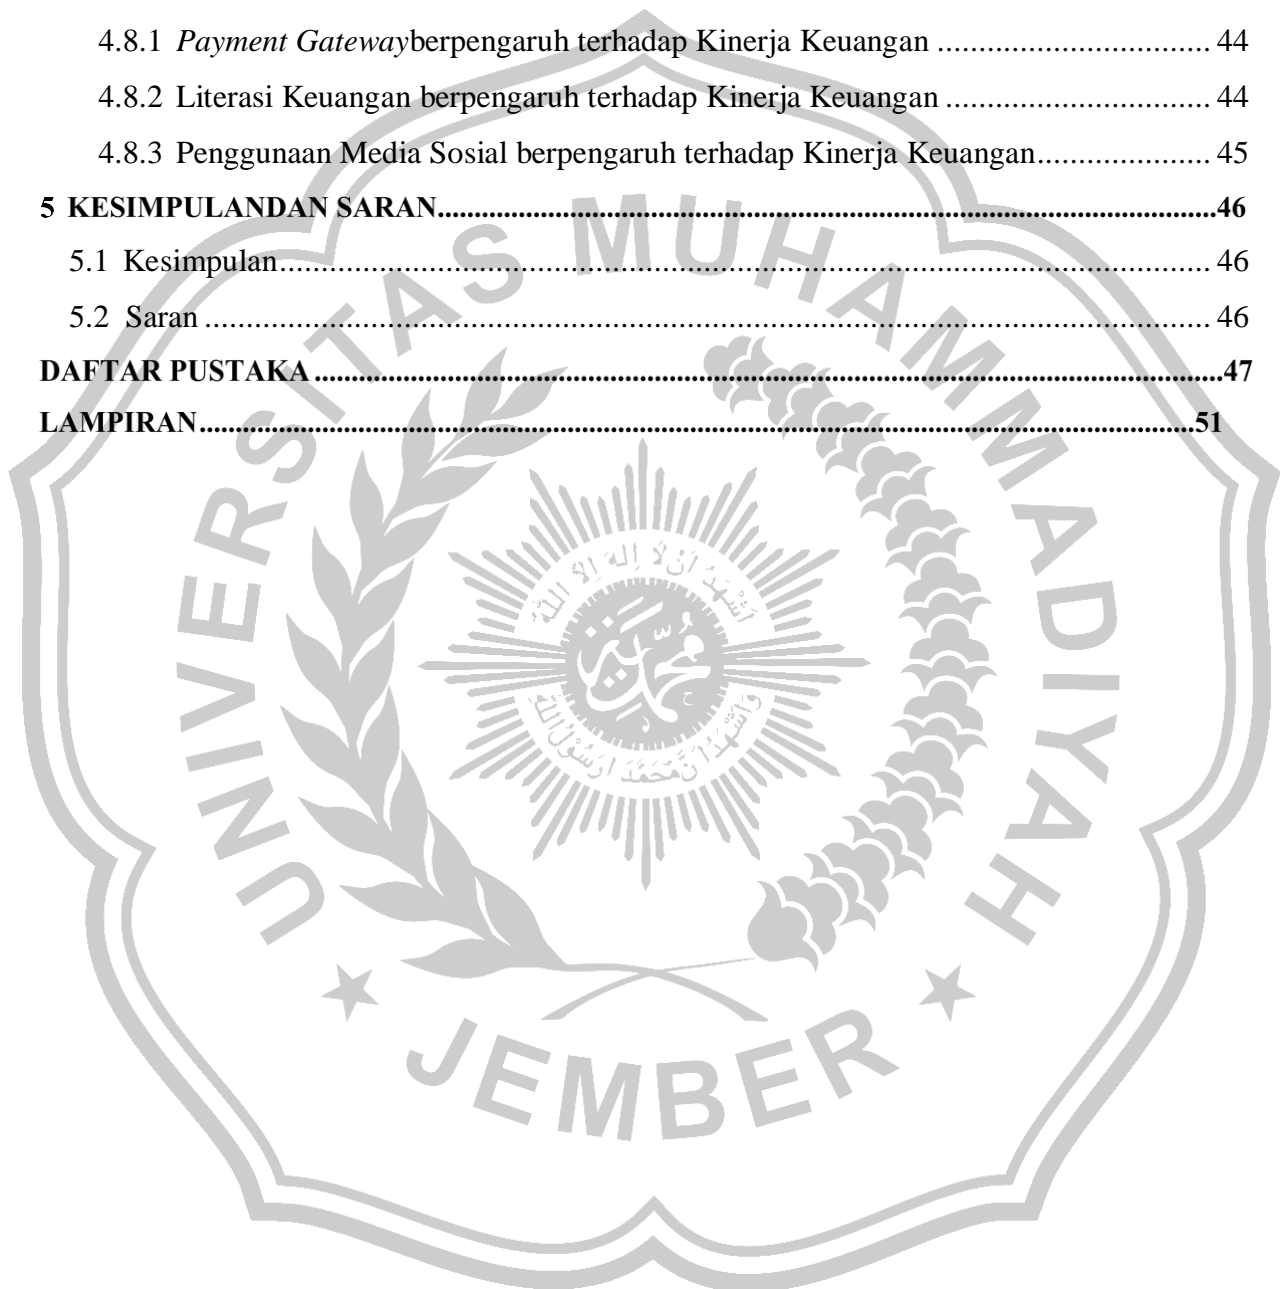 4.8.1 Payment Gatewayberpengaruh terhadap Kinerja Keuangan ................................. 44
4.8.2 Literasi Keuangan berpengaruh terhadap Kinerja Keuangan ................................ 44
4.8.3 Penggunaan Media Sosial berpengaruh terhadap Kinerja Keuangan..................... 45
5 KESIMPULANDAN SARAN...............................................................................................46
5.1 Kesimpulan................................................................................................................ 46
5.2 Saran ......................................................................................................................... 46
DAFTAR PUSTAKA ...............................................................................................................47
LAMPIRAN..........................................................................................................................51
UNIVERSITAS MUHAMMADIYAH
JEMBER